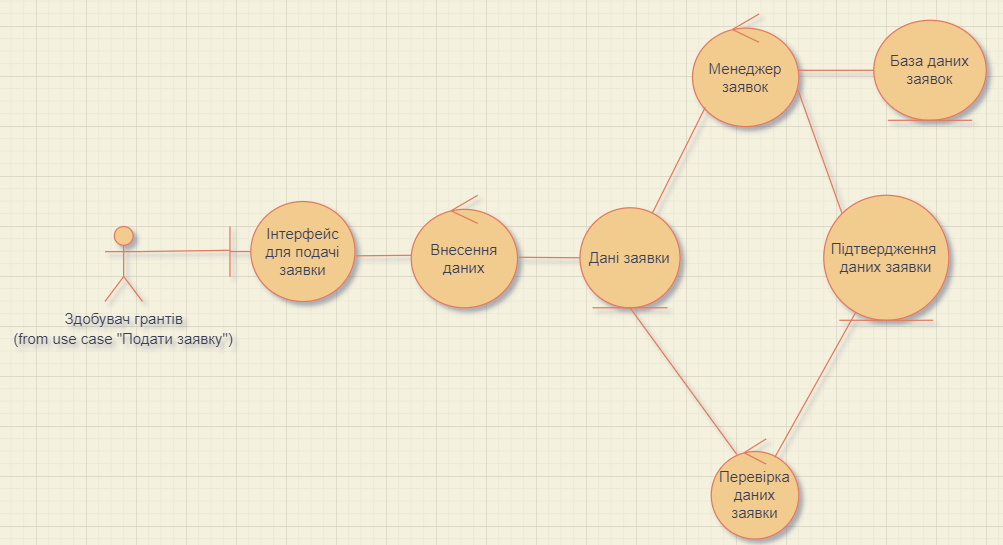 Менеджер
заявок
База даних
заявок
Інтерфейс
для подачі
заявки
Внесення
даних
Дані заявки
Підтвердження
даних заявки
Здобувач грантів
(from use case "Подати заявку")
Перевірка
даних
заявки